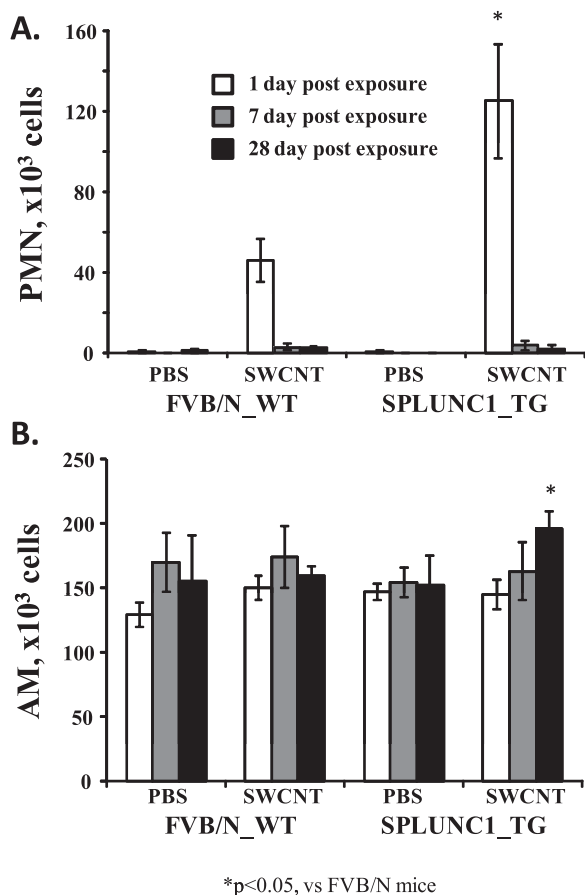 A.
PMN, x10³ cells
160
120
80
40
0
*
1 day post exposure
7 day post exposure
28 day post exposure
PBS SWCNT PBS SWCNT
FVB/N_WT SPLUNC1_TG
B.
AM, x10³ cells
250
200
150
100
50
0
*
PBS SWCNT PBS SWCNT
FVB/N_WT SPLUNC1_TG
*p<0.05, vs FVB/N mice